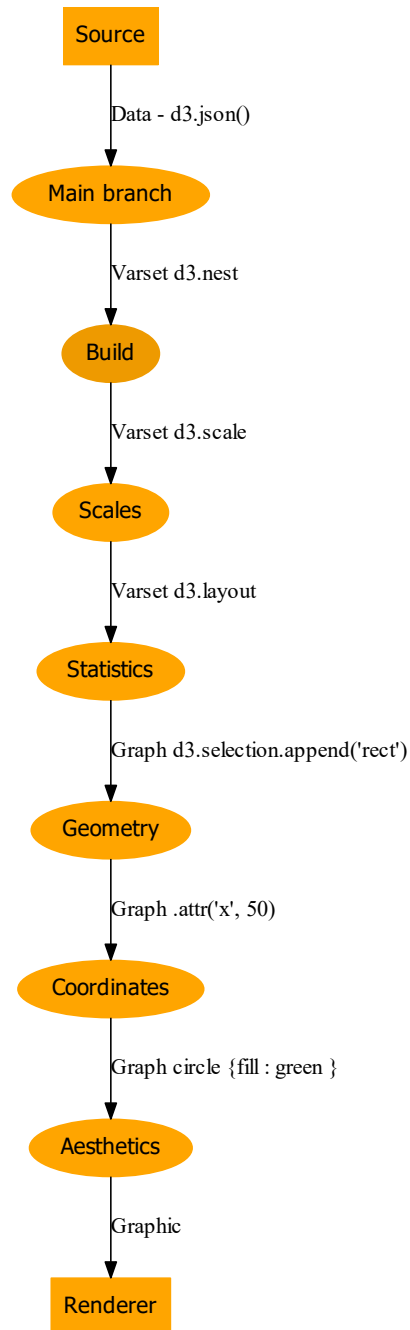 Source
Data - d3.json()
Main branch
Varset d3.nest
Build
Varset d3.scale
Scales
Varset d3.layout
Statistics
Graph d3.selection.append('rect')
Geometry
Graph .attr('x', 50)
Coordinates
Graph circle {fill : green }
Aesthetics
Graphic
Renderer